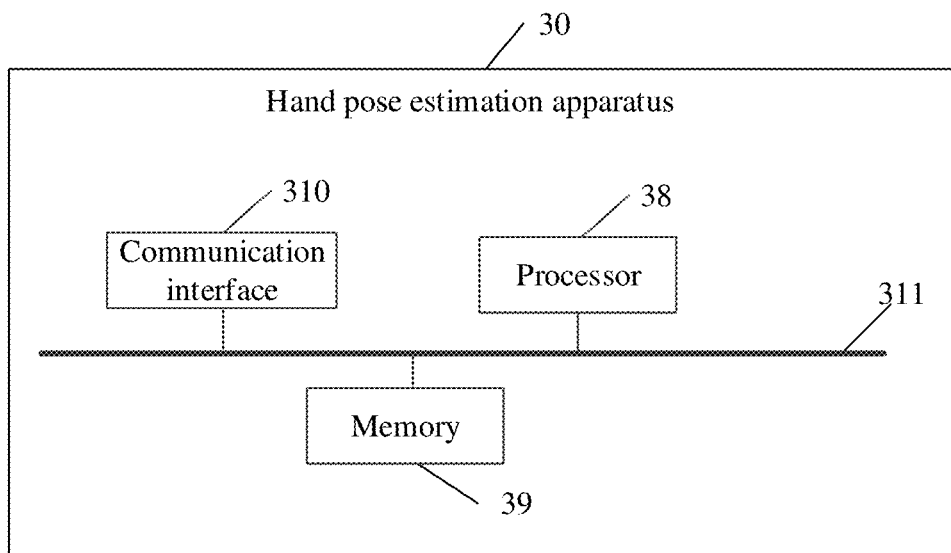 30
Hand pose estimation apparatus
310
38
Communication
interface
Processor
311
Memory
39